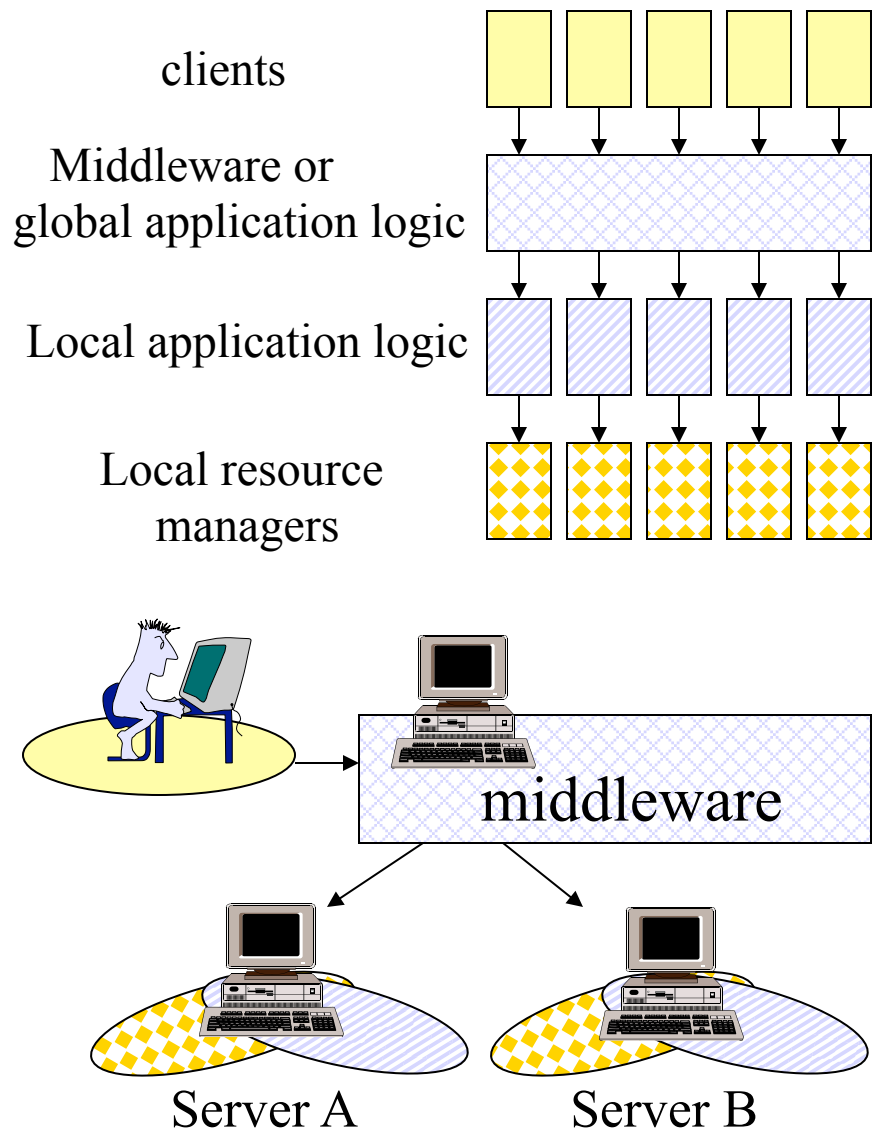 clients
Middleware or
global application logic
Local application logic
Local resource
managers
middleware
Server A
Server B